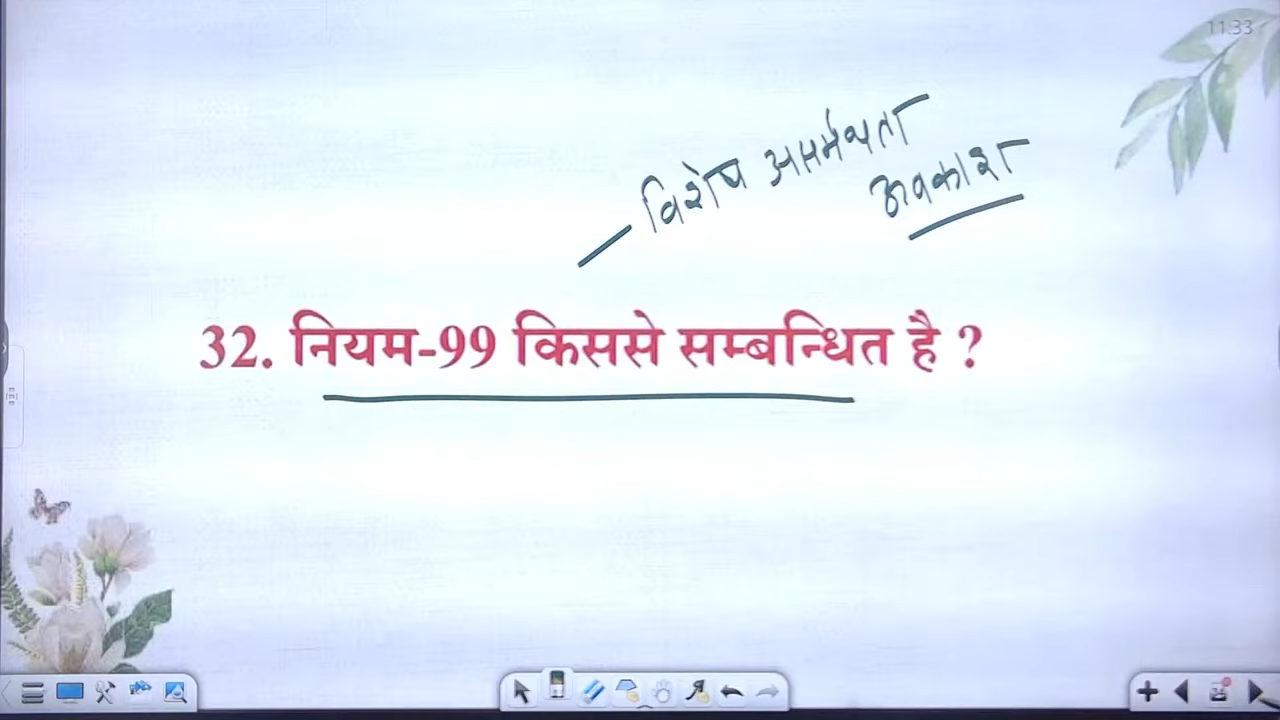 11:33
विशेष असमर्थता
अवकाश
32. नियम-99 किससे सम्बन्धित है ?